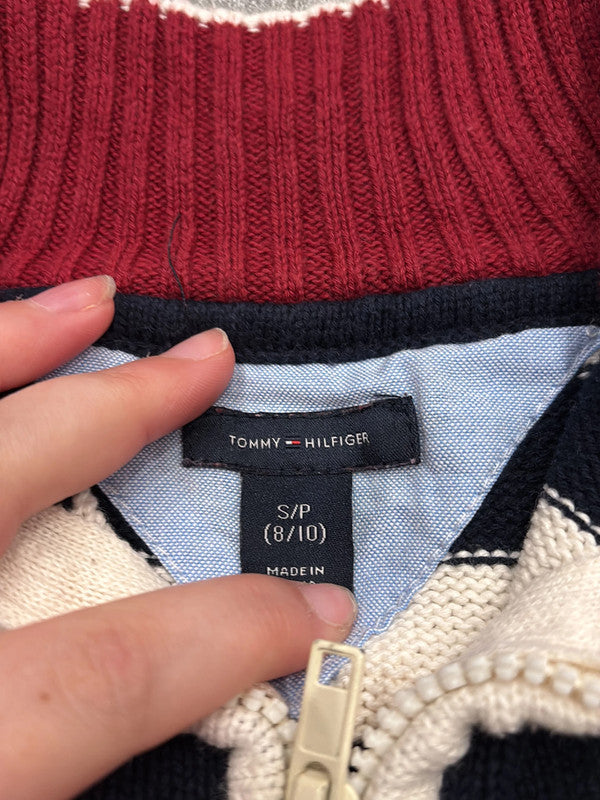 TOMMY HILFIGER
S/P
(8/10)
MADE IN